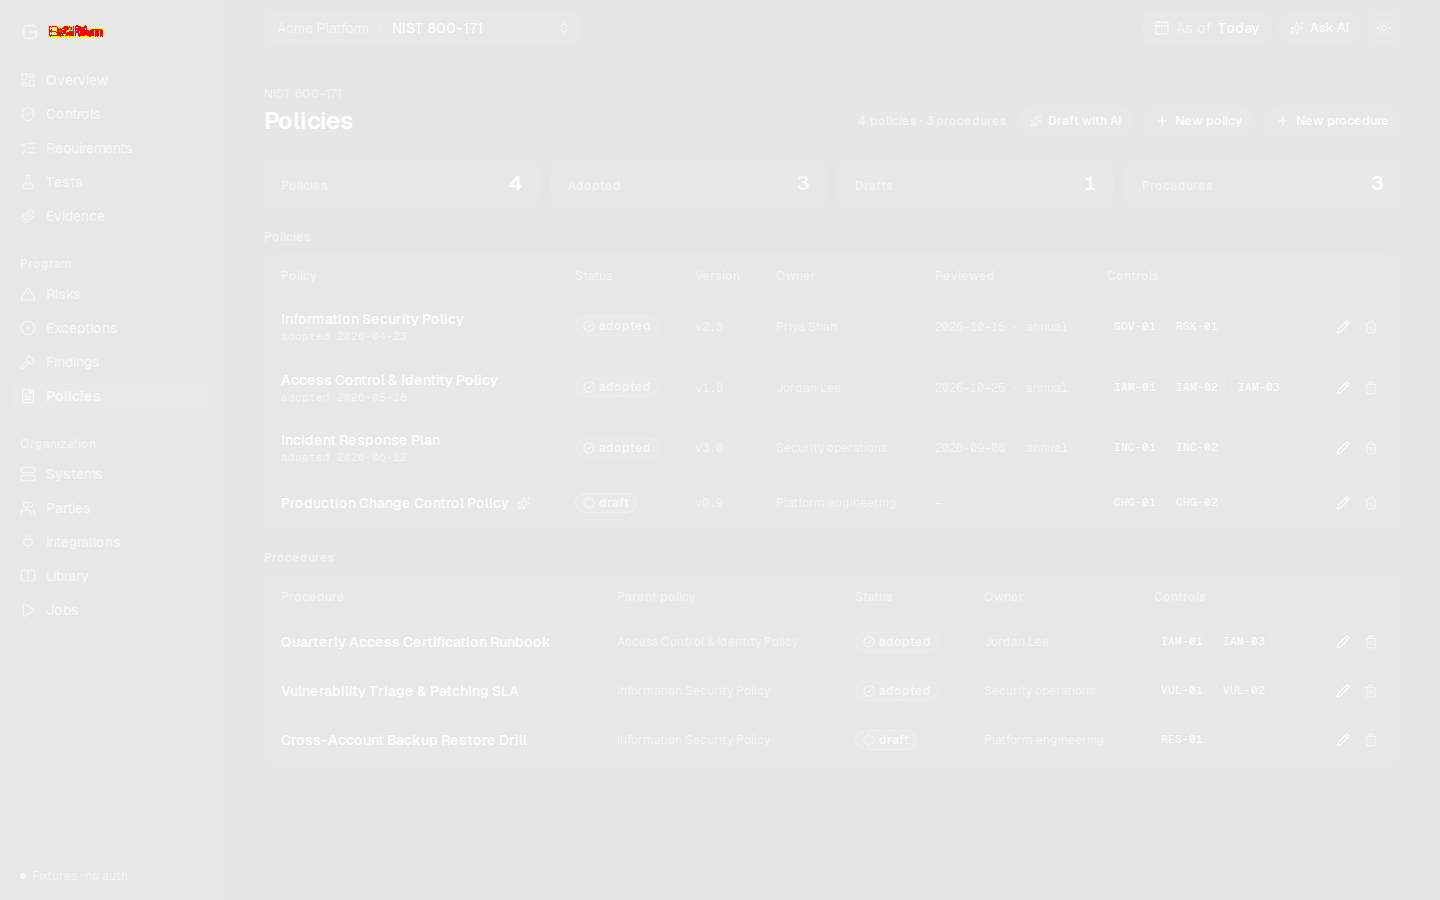 G
Acme Platform / NIST 800-171
As of Today
Ask AI
Overview
Controls
Requirements
Tests
Evidence
Program
Risks
Exceptions
Findings
Policies
Organization
Systems
Parties
Integrations
Library
Jobs
Fixtures · no auth
NIST 800-171
Policies
4 policies · 3 procedures
Draft with AI
New policy
New procedure
Policies 4
Adopted 3
Drafts 1
Procedures 3
Policies
Policy Status Version Owner Reviewed Controls
Information Security Policy adopted v2.3 Priya Shah 2026-10-15 · annual GOV-01 RSK-01
adopted 2026-04-23
Access Control & Identity Policy adopted v1.8 Jordan Lee 2026-10-25 · annual IAM-01 IAM-02 IAM-03
adopted 2026-05-18
Incident Response Plan adopted v3.0 Security operations 2026-09-08 · annual INC-01 INC-02
adopted 2026-06-12
Production Change Control Policy draft v0.9 Platform engineering – CHG-01 CHG-02
Procedures
Procedure Parent policy Status Owner Controls
Quarterly Access Certification Runbook Access Control & Identity Policy adopted Jordan Lee IAM-01 IAM-03
Vulnerability Triage & Patching SLA Information Security Policy adopted Security operations VUL-01 VUL-02
Cross-Account Backup Restore Drill Information Security Policy draft Platform engineering RES-01